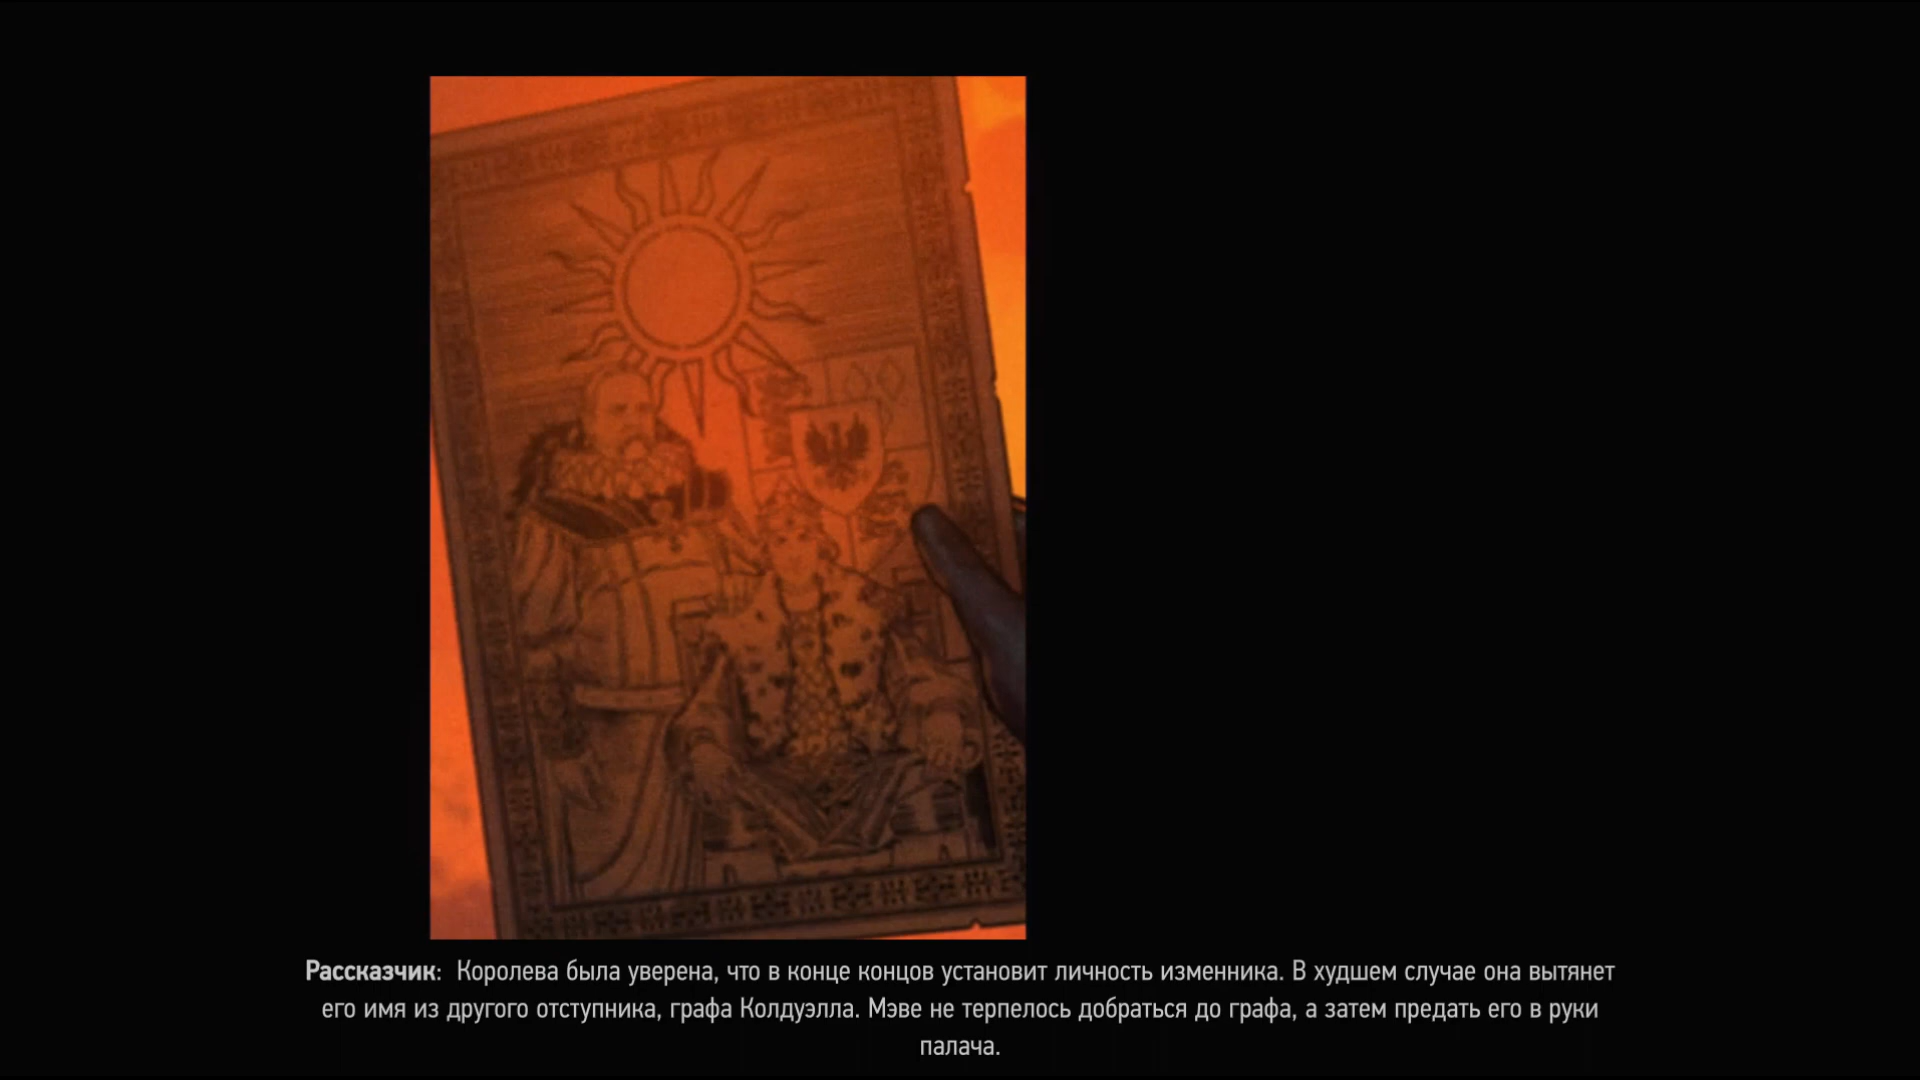 Рассказчик: Королева была уверена, что в конце концов установит личность изменника. В худшем случае она вытянет
его имя из другого отступника, графа Колдуэлла. Мэве не терпелось добраться до графа, а затем предать его в руки
палача.